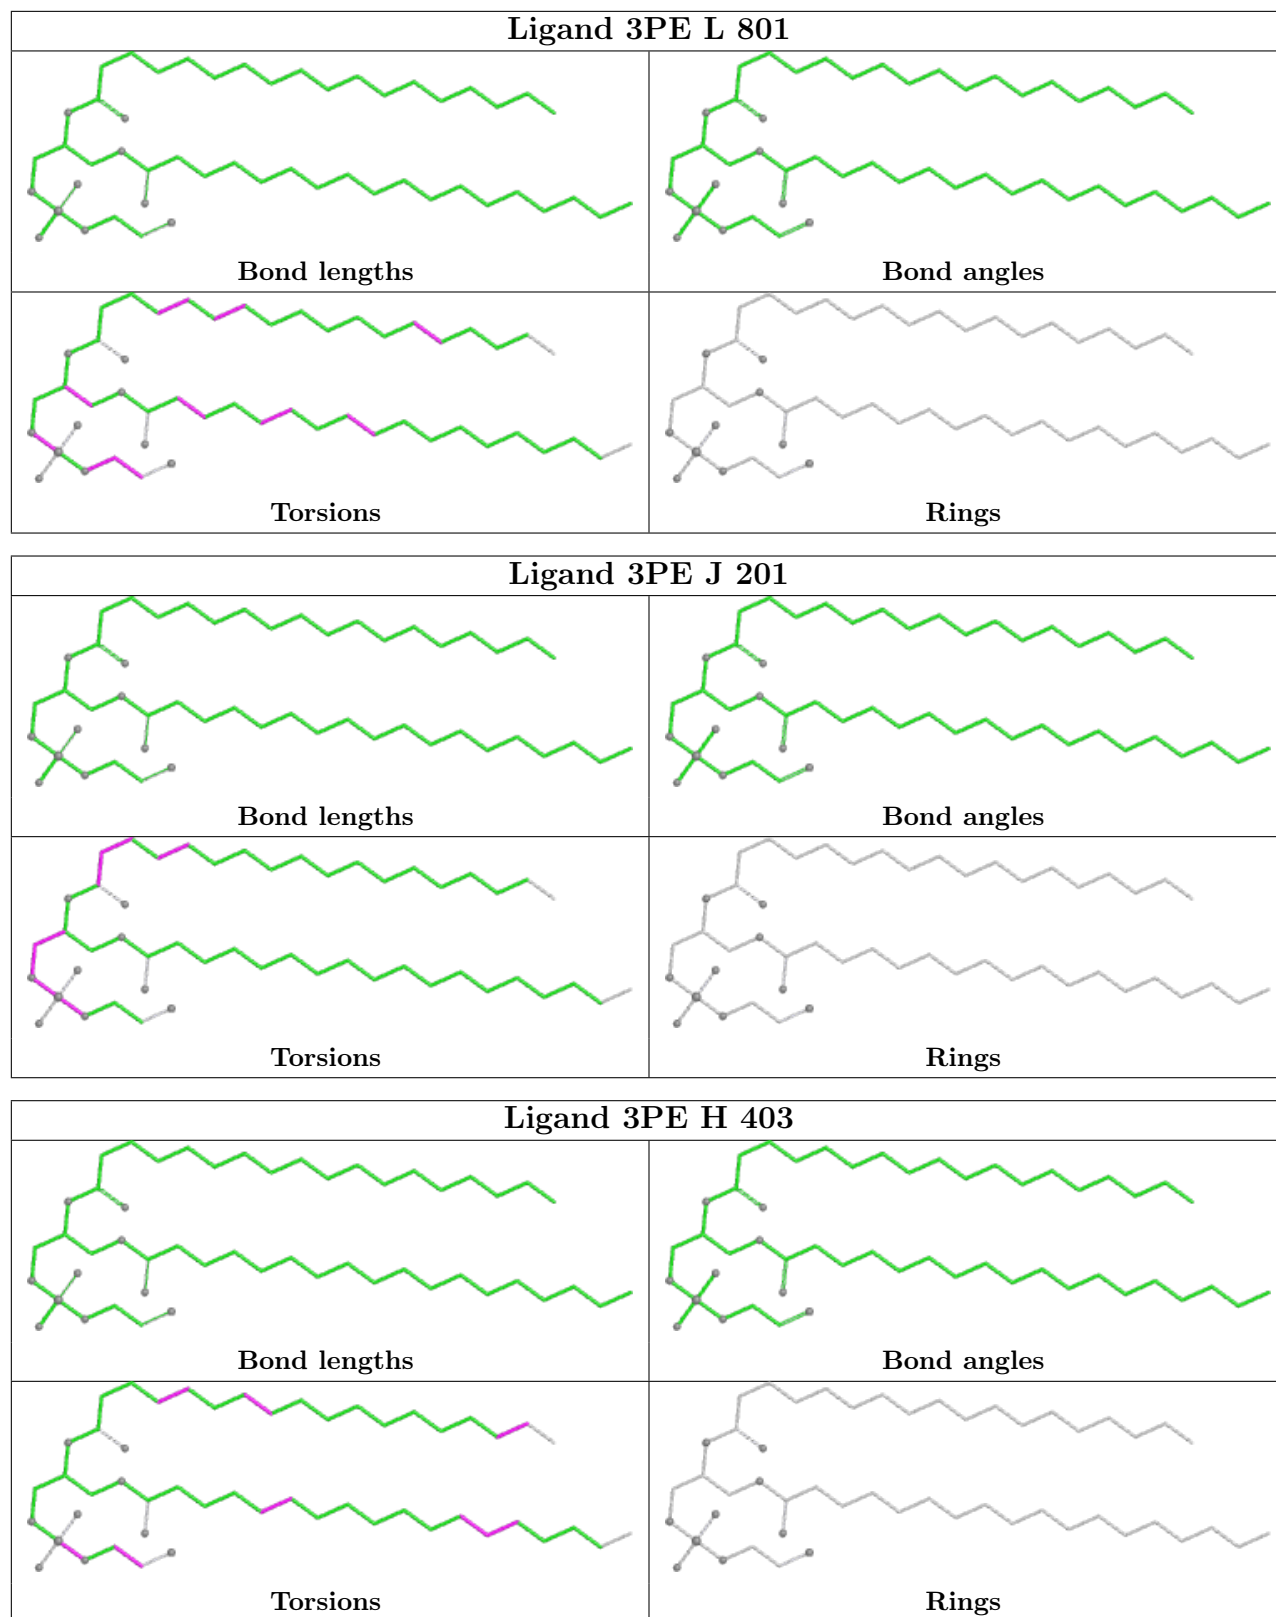 Ligand 3PE L 801
Bond lengths
Bond angles
Torsions
Rings
Ligand 3PE J 201
Bond lengths
Bond angles
Torsions
Rings
Ligand 3PE H 403
Bond lengths
Bond angles
Torsions
Rings